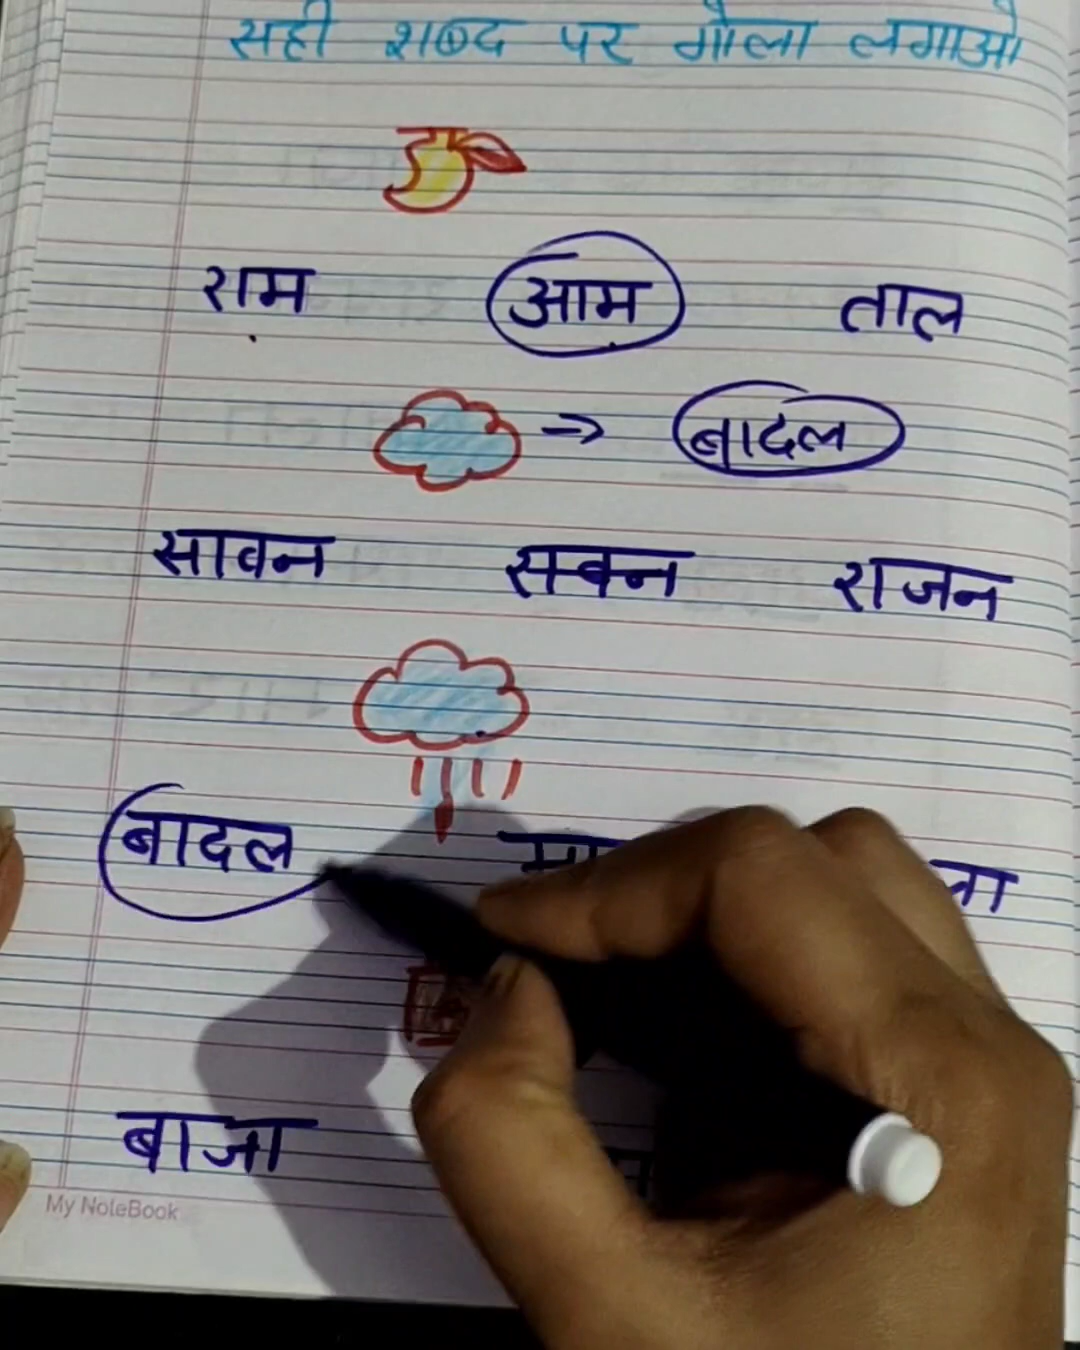 सही शब्द पर गोला लगाओ
राम आम ताल
→ बादल
सावन सबन राजन
बादल
बाजा
My NoteBook